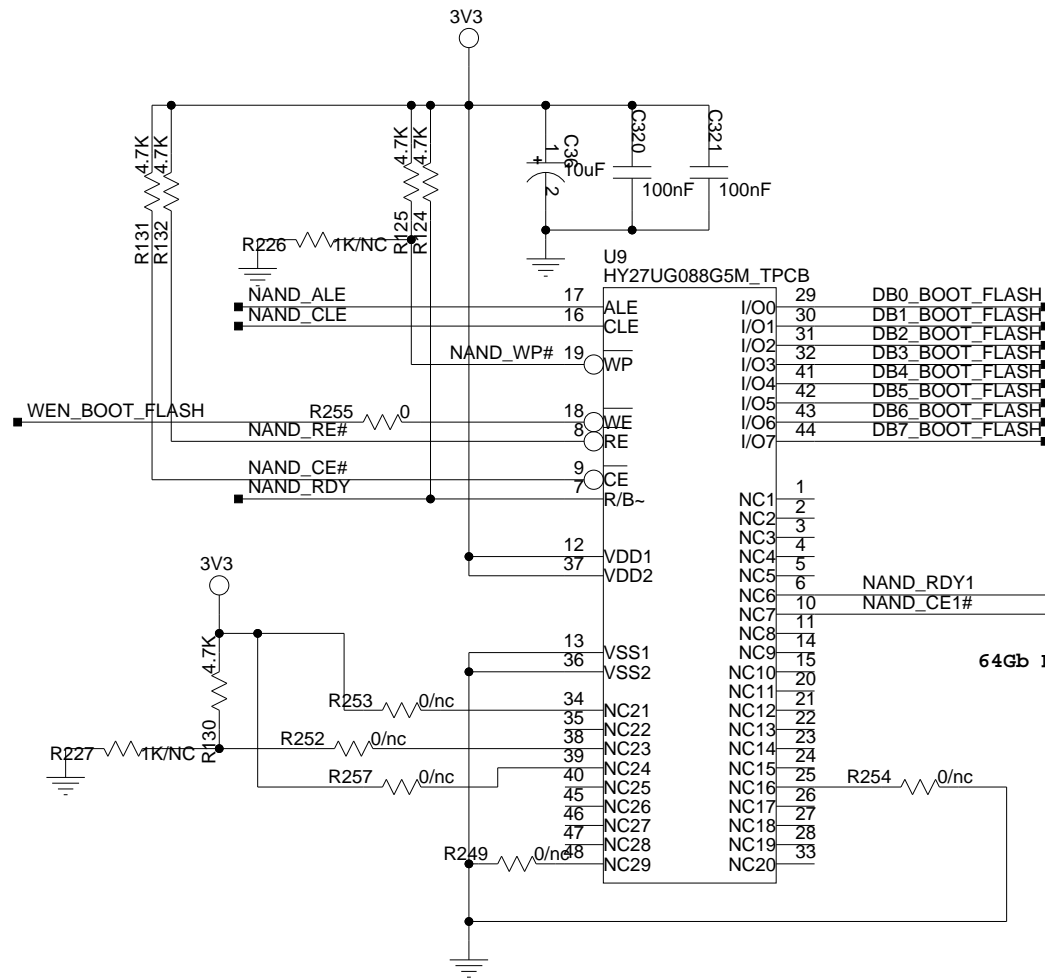 3V3
4.7K
4.7K
R131
R132
4.7K
4.7K
R125
R124
1
C36
10uF
2
C320
100nF
C321
100nF
R226
1K/NC
U9
HY27UG088G5M_TPCB
NAND_ALE
17
ALE
NAND_CLE
16
CLE
NAND_WP#
19
WP
WEN_BOOT_FLASH
R255
0
18
WE
NAND_RE#
8
RE
NAND_CE#
9
CE
NAND_RDY
7
R/B~
12
VDD1
37
VDD2
13
VSS1
36
VSS2
34
NC21
35
NC22
38
NC23
39
NC24
40
NC25
45
NC26
46
NC27
47
NC28
48
NC29
I/O0
29
DB0_BOOT_FLASH
I/O1
30
DB1_BOOT_FLASH
I/O2
31
DB2_BOOT_FLASH
I/O3
32
DB3_BOOT_FLASH
I/O4
41
DB4_BOOT_FLASH
I/O5
42
DB5_BOOT_FLASH
I/O6
43
DB6_BOOT_FLASH
I/O7
44
DB7_BOOT_FLASH
NC1
1
NC2
2
NC3
3
NC4
4
NC5
5
NC6
6
NAND_RDY1
NC7
10
NAND_CE1#
NC8
11
NC9
14
NC10
15
NC11
20
NC12
21
NC13
22
NC14
23
NC15
24
NC16
25
NC17
26
NC18
27
NC19
28
NC20
33
64Gb
3V3
4.7K
R130
R227
1K/NC
R253
0/nc
R252
0/nc
R257
0/nc
R249
0/nc
R254
0/nc